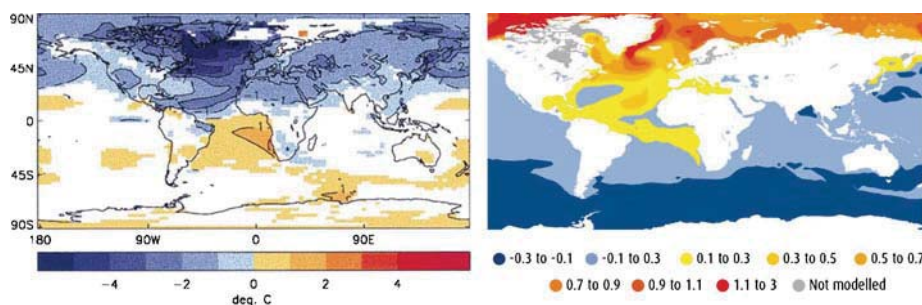 90N
45N
0
45S
90S
180 90W 0 90E
-4 -2 0 2 4
deg. C
-0.3 to -0.1 -0.1 to 0.3 0.1 to 0.3 0.3 to 0.5 0.5 to 0.7
0.7 to 0.9 0.9 to 1.1 1.1 to 3 Not modelled